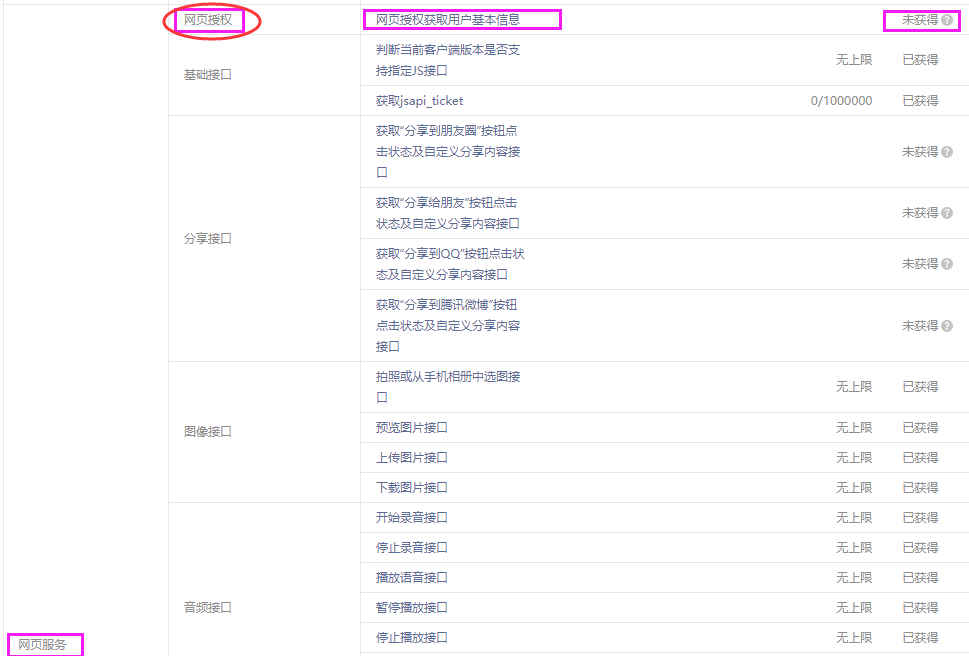 网页授权
网页授权获取用户基本信息
未获得
基础接口
判断当前客户端版本是否支
持指定JS接口
无上限
已获得
获取jsapi_ticket
0/1000000
已获得
分享接口
获取“分享到朋友圈”按钮点
击状态及自定义分享内容接
口
未获得
获取“分享给朋友”按钮点击
状态及自定义分享内容接口
未获得
获取“分享到QQ”按钮点击状
态及自定义分享内容接口
未获得
获取“分享到腾讯微博”按钮
点击状态及自定义分享内容
接口
未获得
图像接口
拍照或从手机相册中选图接
口
无上限
已获得
预览图片接口
无上限
已获得
上传图片接口
无上限
已获得
下载图片接口
无上限
已获得
音频接口
开始录音接口
无上限
已获得
停止录音接口
无上限
已获得
播放语音接口
无上限
已获得
暂停播放接口
无上限
已获得
停止播放接口
无上限
已获得
网页服务